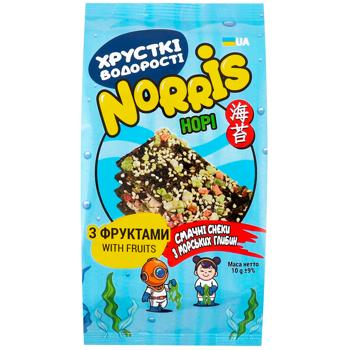 UA
ХРУСТКІ
ВОДОРОСТІ
NORRIS
НОРІ
海苔
З ФРУКТАМИ
WITH FRUITS
СМАЧНІ СНЕКИ
З МОРСЬКИХ ГЛИБИН
Маса нетто
10 g ±9%